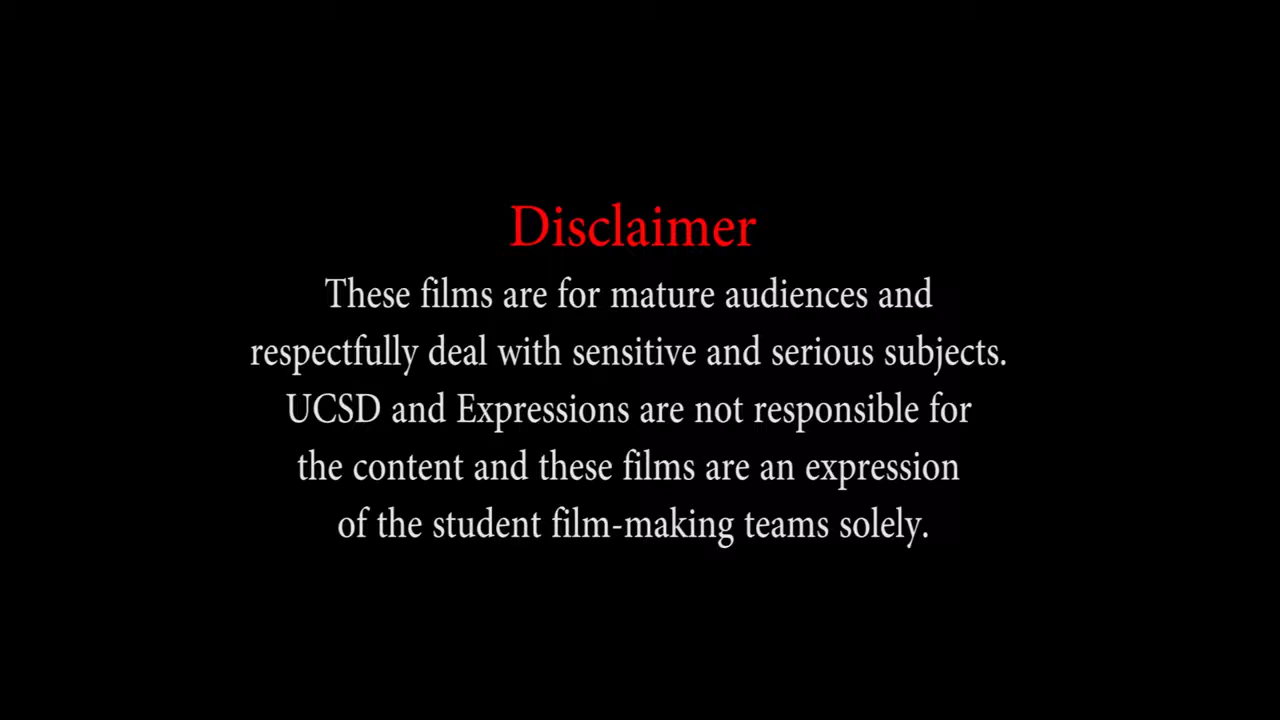 Disclaimer
These films are for mature audiences and
respectfully deal with sensitive and serious subjects.
UCSD and Expressions are not responsible for
the content and these films are an expression
of the student film-making teams solely.